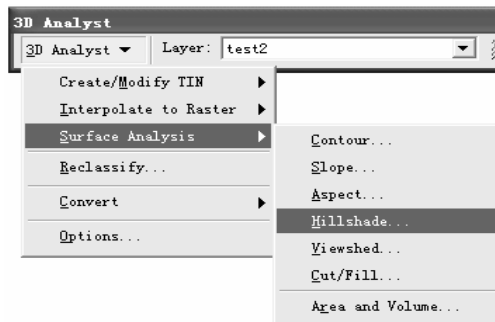 3D Analyst
3D Analyst Layer: test2
Create/Modify TIN
Interpolate to Raster
Surface Analysis
Reclassify...
Convert
Options...
Contour...
Slope...
Aspect...
Hillshade...
Viewshed...
Cut/Fill...
Area and Volume...